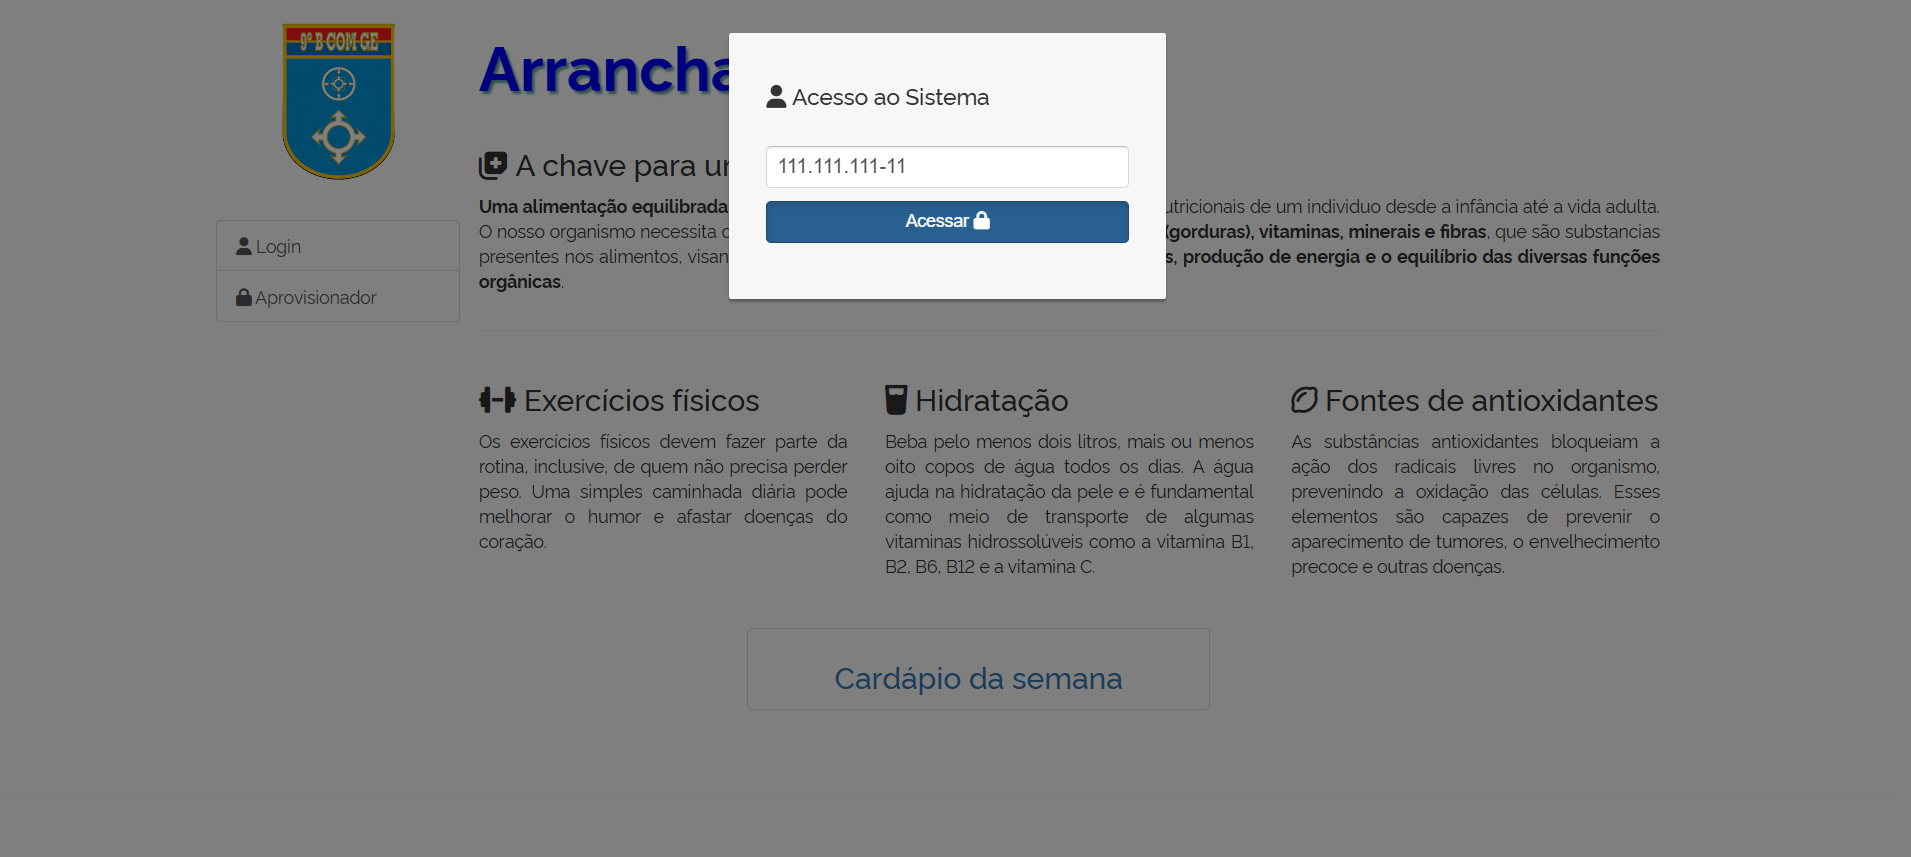 9º B COM GE
Arrancha
Acesso ao Sistema
111.111.111-11
Acessar
A chave para
Uma alimentação equilibrada
utricionais de um individuo desde a infância até a vida adulta.
O nosso organismo necessita
(gorduras), vitaminas, minerais e fibras, que são substancias
presentes nos alimentos, visan
s, produção de energia e o equilíbrio das diversas funções
orgânicas.
Login
Aprovisionador
Exercícios físicos
Os exercícios físicos devem fazer parte da
rotina, inclusive, de quem não precisa perder
peso. Uma simples caminhada diária pode
melhorar o humor e afastar doenças do
coração.
Hidratação
Beba pelo menos dois litros, mais ou menos
oito copos de água todos os dias. A água
ajuda na hidratação da pele e é fundamental
como meio de transporte de algumas
vitaminas hidrossolúveis como a vitamina B1,
B2, B6, B12 e a vitamina C.
Fontes de antioxidantes
As substâncias antioxidantes bloqueiam a
ação dos radicais livres no organismo,
prevenindo a oxidação das células. Esses
elementos são capazes de prevenir o
aparecimento de tumores, o envelhecimento
precoce e outras doenças.
Cardápio da semana